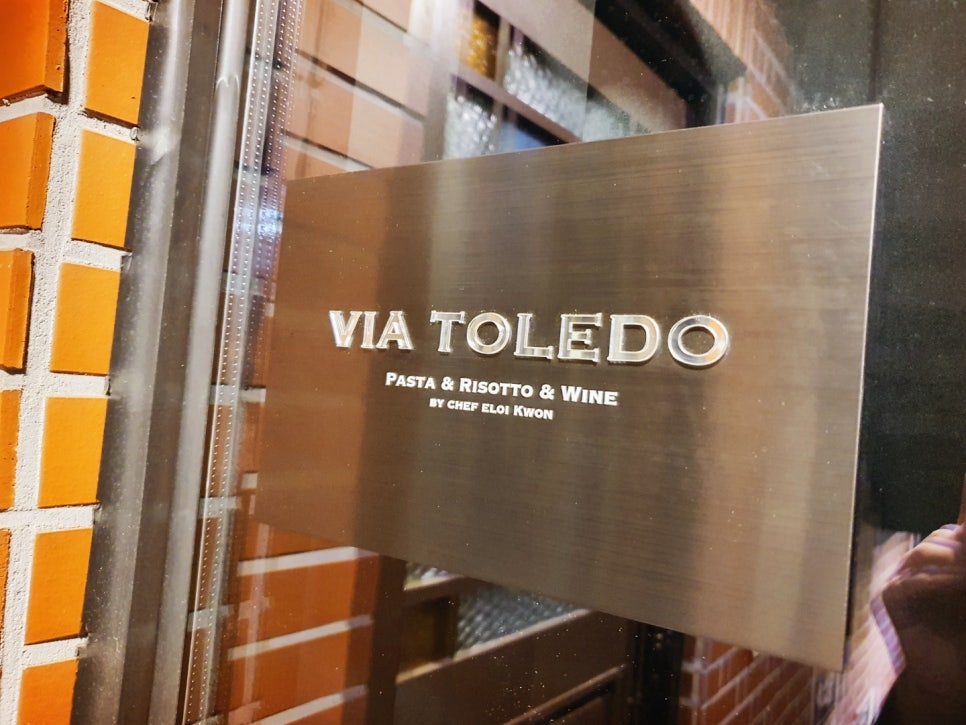 VIA TOLEDO
PASTA & RISOTTO & WINE
BY CHEF ELOI KWON